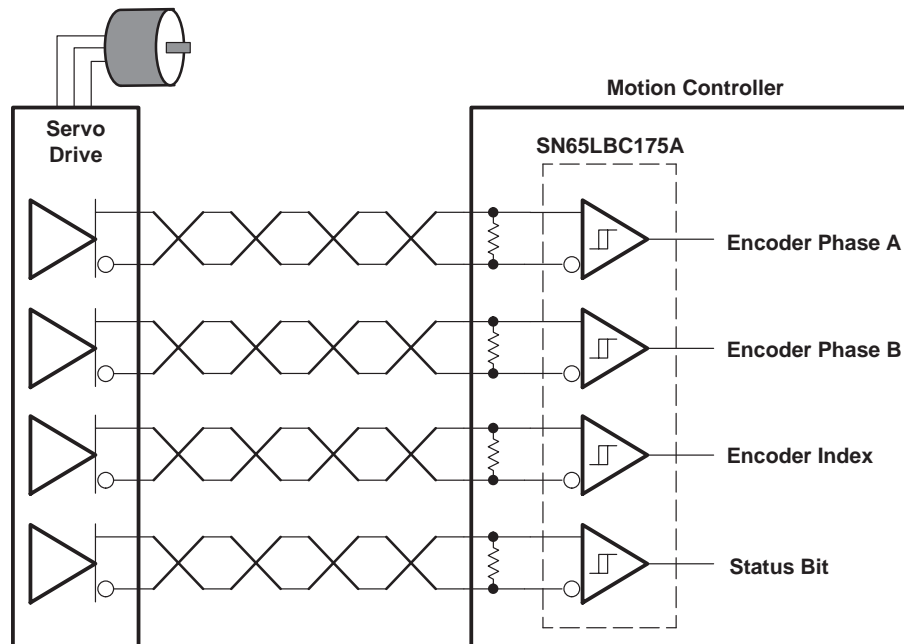 Motion Controller
Servo
Drive
SN65LBC175A
Encoder Phase A
Encoder Phase B
Encoder Index
Status Bit